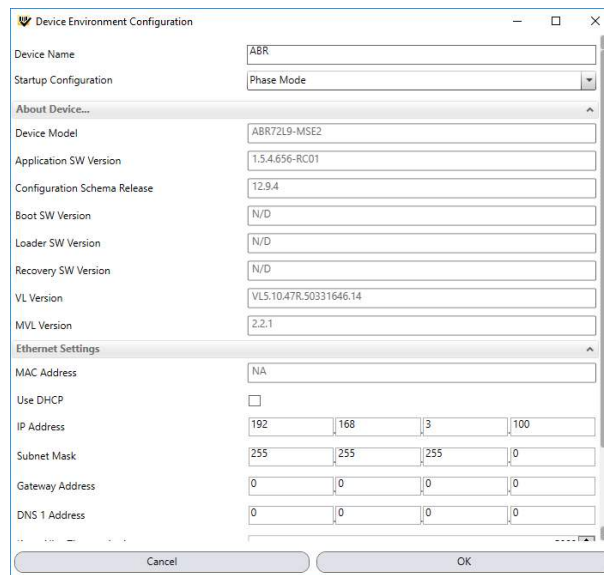 Device Environment Configuration
Device Name ABR
Startup Configuration Phase Mode
About Device...
Device Model ABR72L9-MSE2
Application SW Version 1.5.4.656-RC01
Configuration Schema Release 12.9.4
Boot SW Version N/D
Loader SW Version N/D
Recovery SW Version N/D
VL Version VL5.10.47R.50331646.14
MVL Version 2.2.1
Ethernet Settings
MAC Address NA
Use DHCP
IP Address 192 .168 .3 .100
Subnet Mask 255 .255 .255 .0
Gateway Address 0 .0 .0 .0
DNS 1 Address 0 .0 .0 .0
Cancel OK